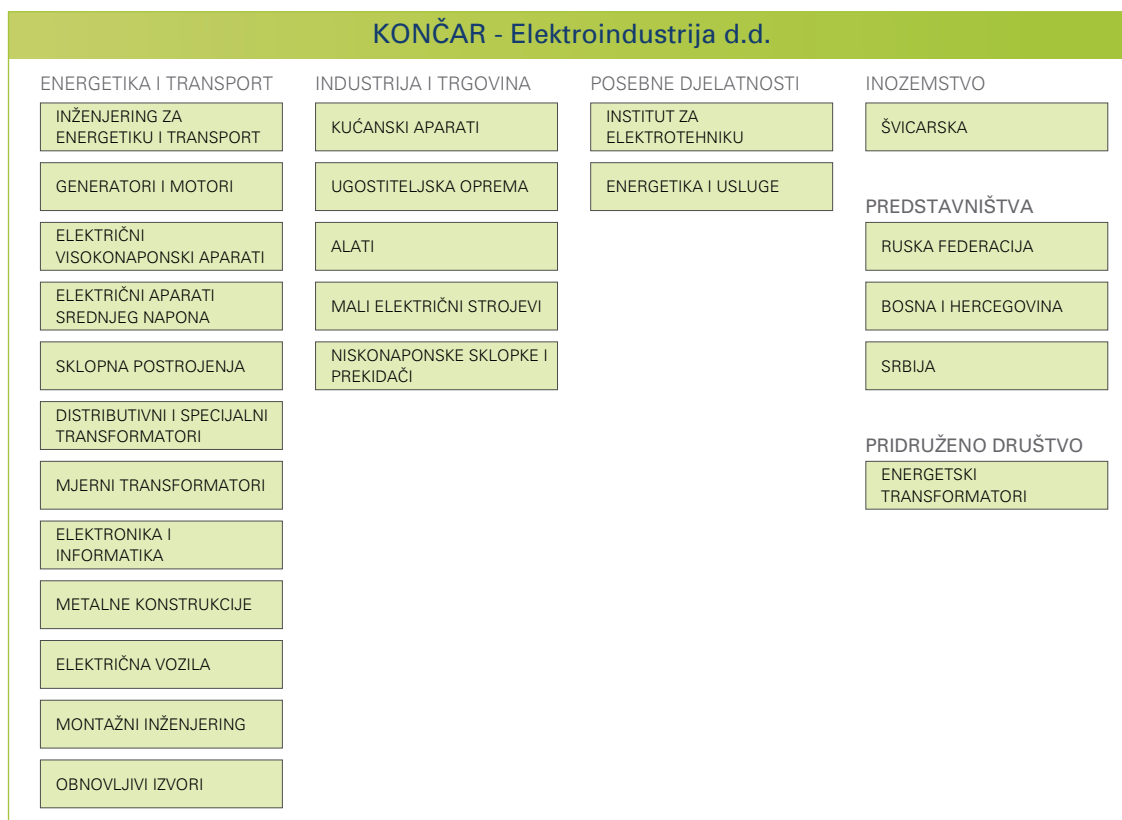 KONČAR - Elektroindustrija d.d.
ENERGETIKA I TRANSPORT
INŽENJERING ZA
ENERGETIKU I TRANSPORT
GENERATORI I MOTORI
ELEKTRIČNI
VISOKONAPONSKI APARATI
ELEKTRIČNI APARATI
SREDNJEG NAPONA
SKLOPNA POSTROJENJA
DISTRIBUTIVNI I SPECIJALNI
TRANSFORMATORI
MJERNI TRANSFORMATORI
ELEKTRONIKA I
INFORMATIKA
METALNE KONSTRUKCIJE
ELEKTRIČNA VOZILA
MONTAŽNI INŽENJERING
OBNOVLJIVI IZVORI
INDUSTRIJA I TRGOVINA
KUĆANSKI APARATI
UGOSTITELJSKA OPREMA
ALATI
MALI ELEKTRIČNI STROJEVI
NISKONAPONSKE SKLOPKE I
PREKIDAČI
POSEBNE DJELATNOSTI
INSTITUT ZA
ELEKTROTEHNIKU
ENERGETIKA I USLUGE
INOZEMSTVO
ŠVICARSKA
PREDSTAVNIŠTVA
RUSKA FEDERACIJA
BOSNA I HERCEGOVINA
SRBIJA
PRIDRUŽENO DRUŠTVO
ENERGETSKI
TRANSFORMATORI